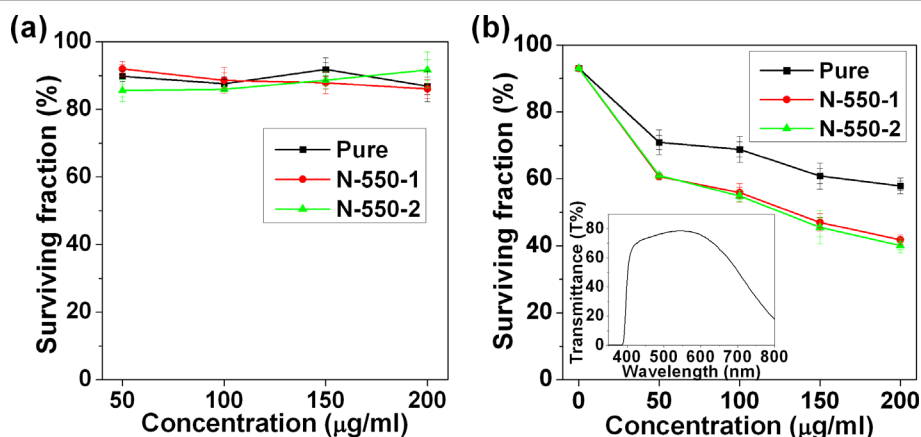 (a)
100
80
60
40
20
0
Surviving fraction (%)
Pure
N-550-1
N-550-2
50 100 150 200
Concentration (μg/ml)
(b)
100
80
60
40
20
0
Surviving fraction (%)
Pure
N-550-1
N-550-2
80
60
40
20
0
Transmittance (T%)
400 500 600 700 800
Wavelength (nm)
0 50 100 150 200
Concentration (μg/ml)